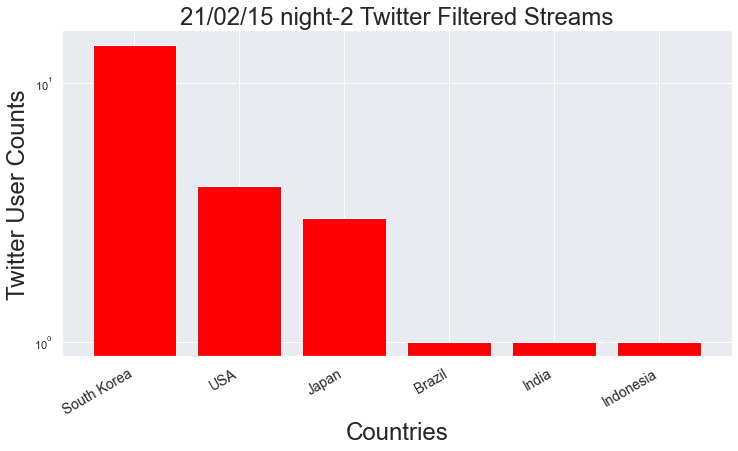 21/02/15 night-2 Twitter Filtered Streams
Twitter User Counts
10¹
10⁰
South Korea
USA
Japan
Brazil
India
Indonesia
Countries